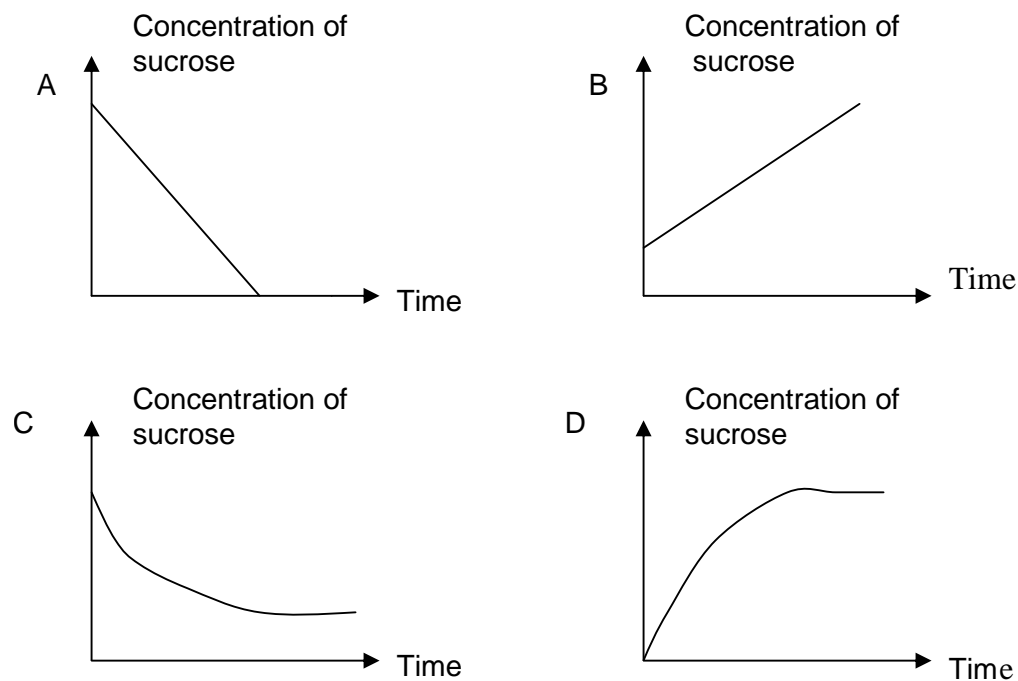 Concentration of
sucrose
A
Time
Concentration of
sucrose
B
Time
Concentration of
sucrose
C
Time
Concentration of
sucrose
D
Time